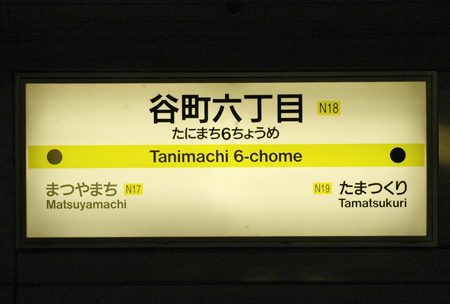 谷町六丁目 N18
たにまち6ちょうめ
Tanimachi 6-chome
まつやまち N17
Matsuyamachi
N19 たまつくり
Tamatsukuri